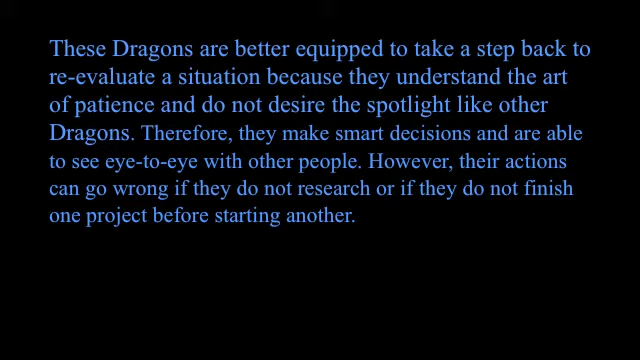 These Dragons are better equipped to take a step back to
re-evaluate a situation because they understand the art
of patience and do not desire the spotlight like other
Dragons. Therefore, they make smart decisions and are able
to see eye-to-eye with other people. However, their actions
can go wrong if they do not research or if they do not finish
one project before starting another.